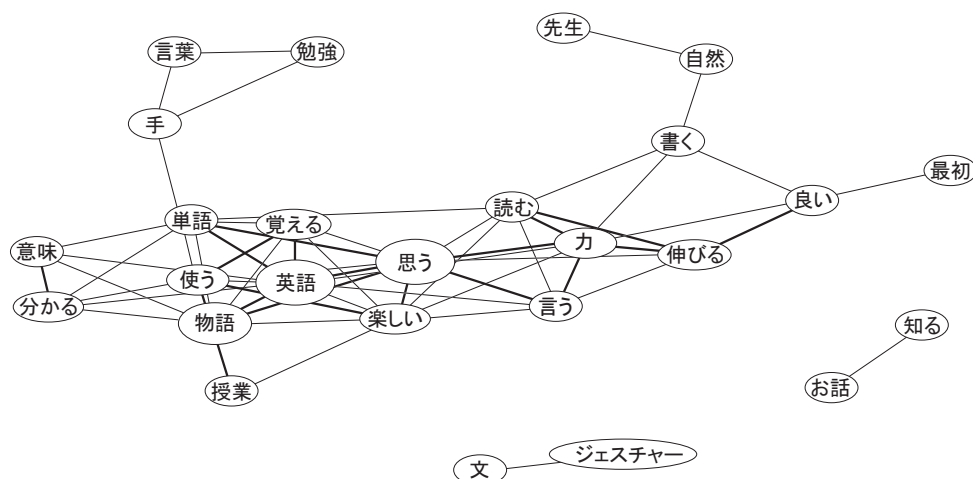 先生
言葉
勉強
自然
手
書く
最初
良い
読む
単語
覚える
力
意味
伸びる
思う
使う
英語
分かる
言う
楽しい
物語
知る
授業
お話
ジェスチャー
文